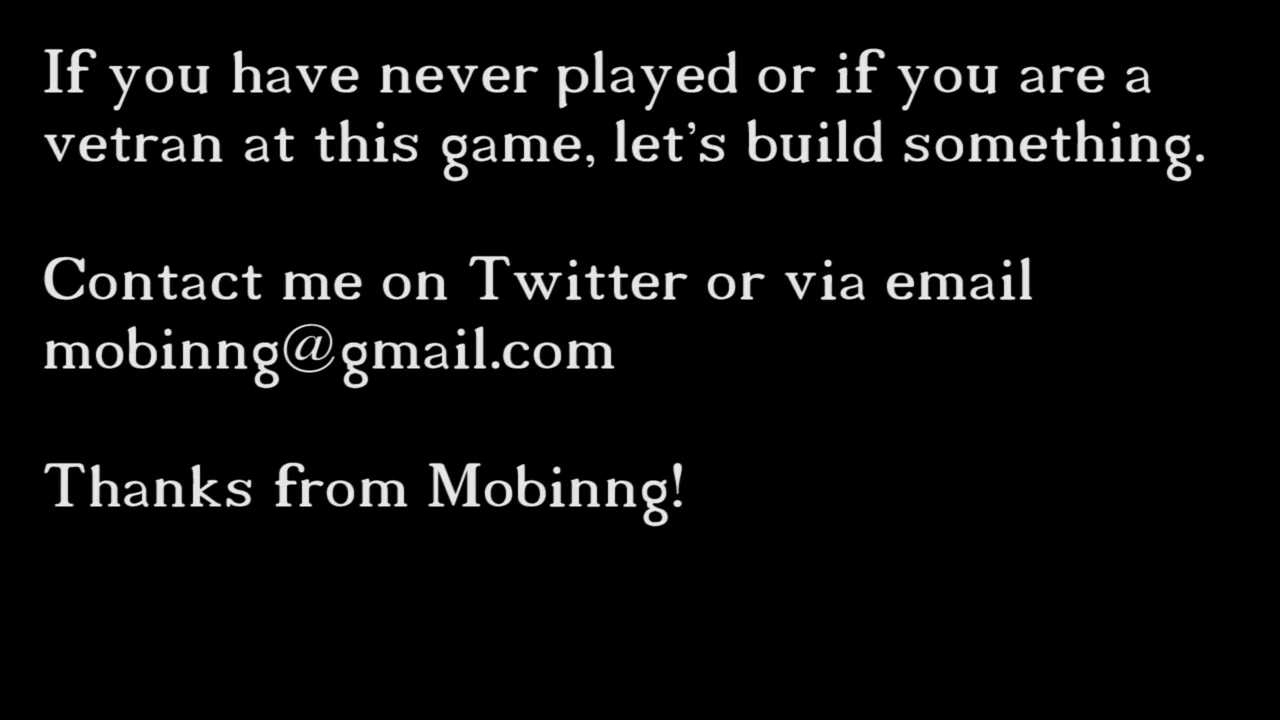 If you have never played or if you are a
vetran at this game, let's build something.
Contact me on Twitter or via email
mobinng@gmail.com
Thanks from Mobinng!